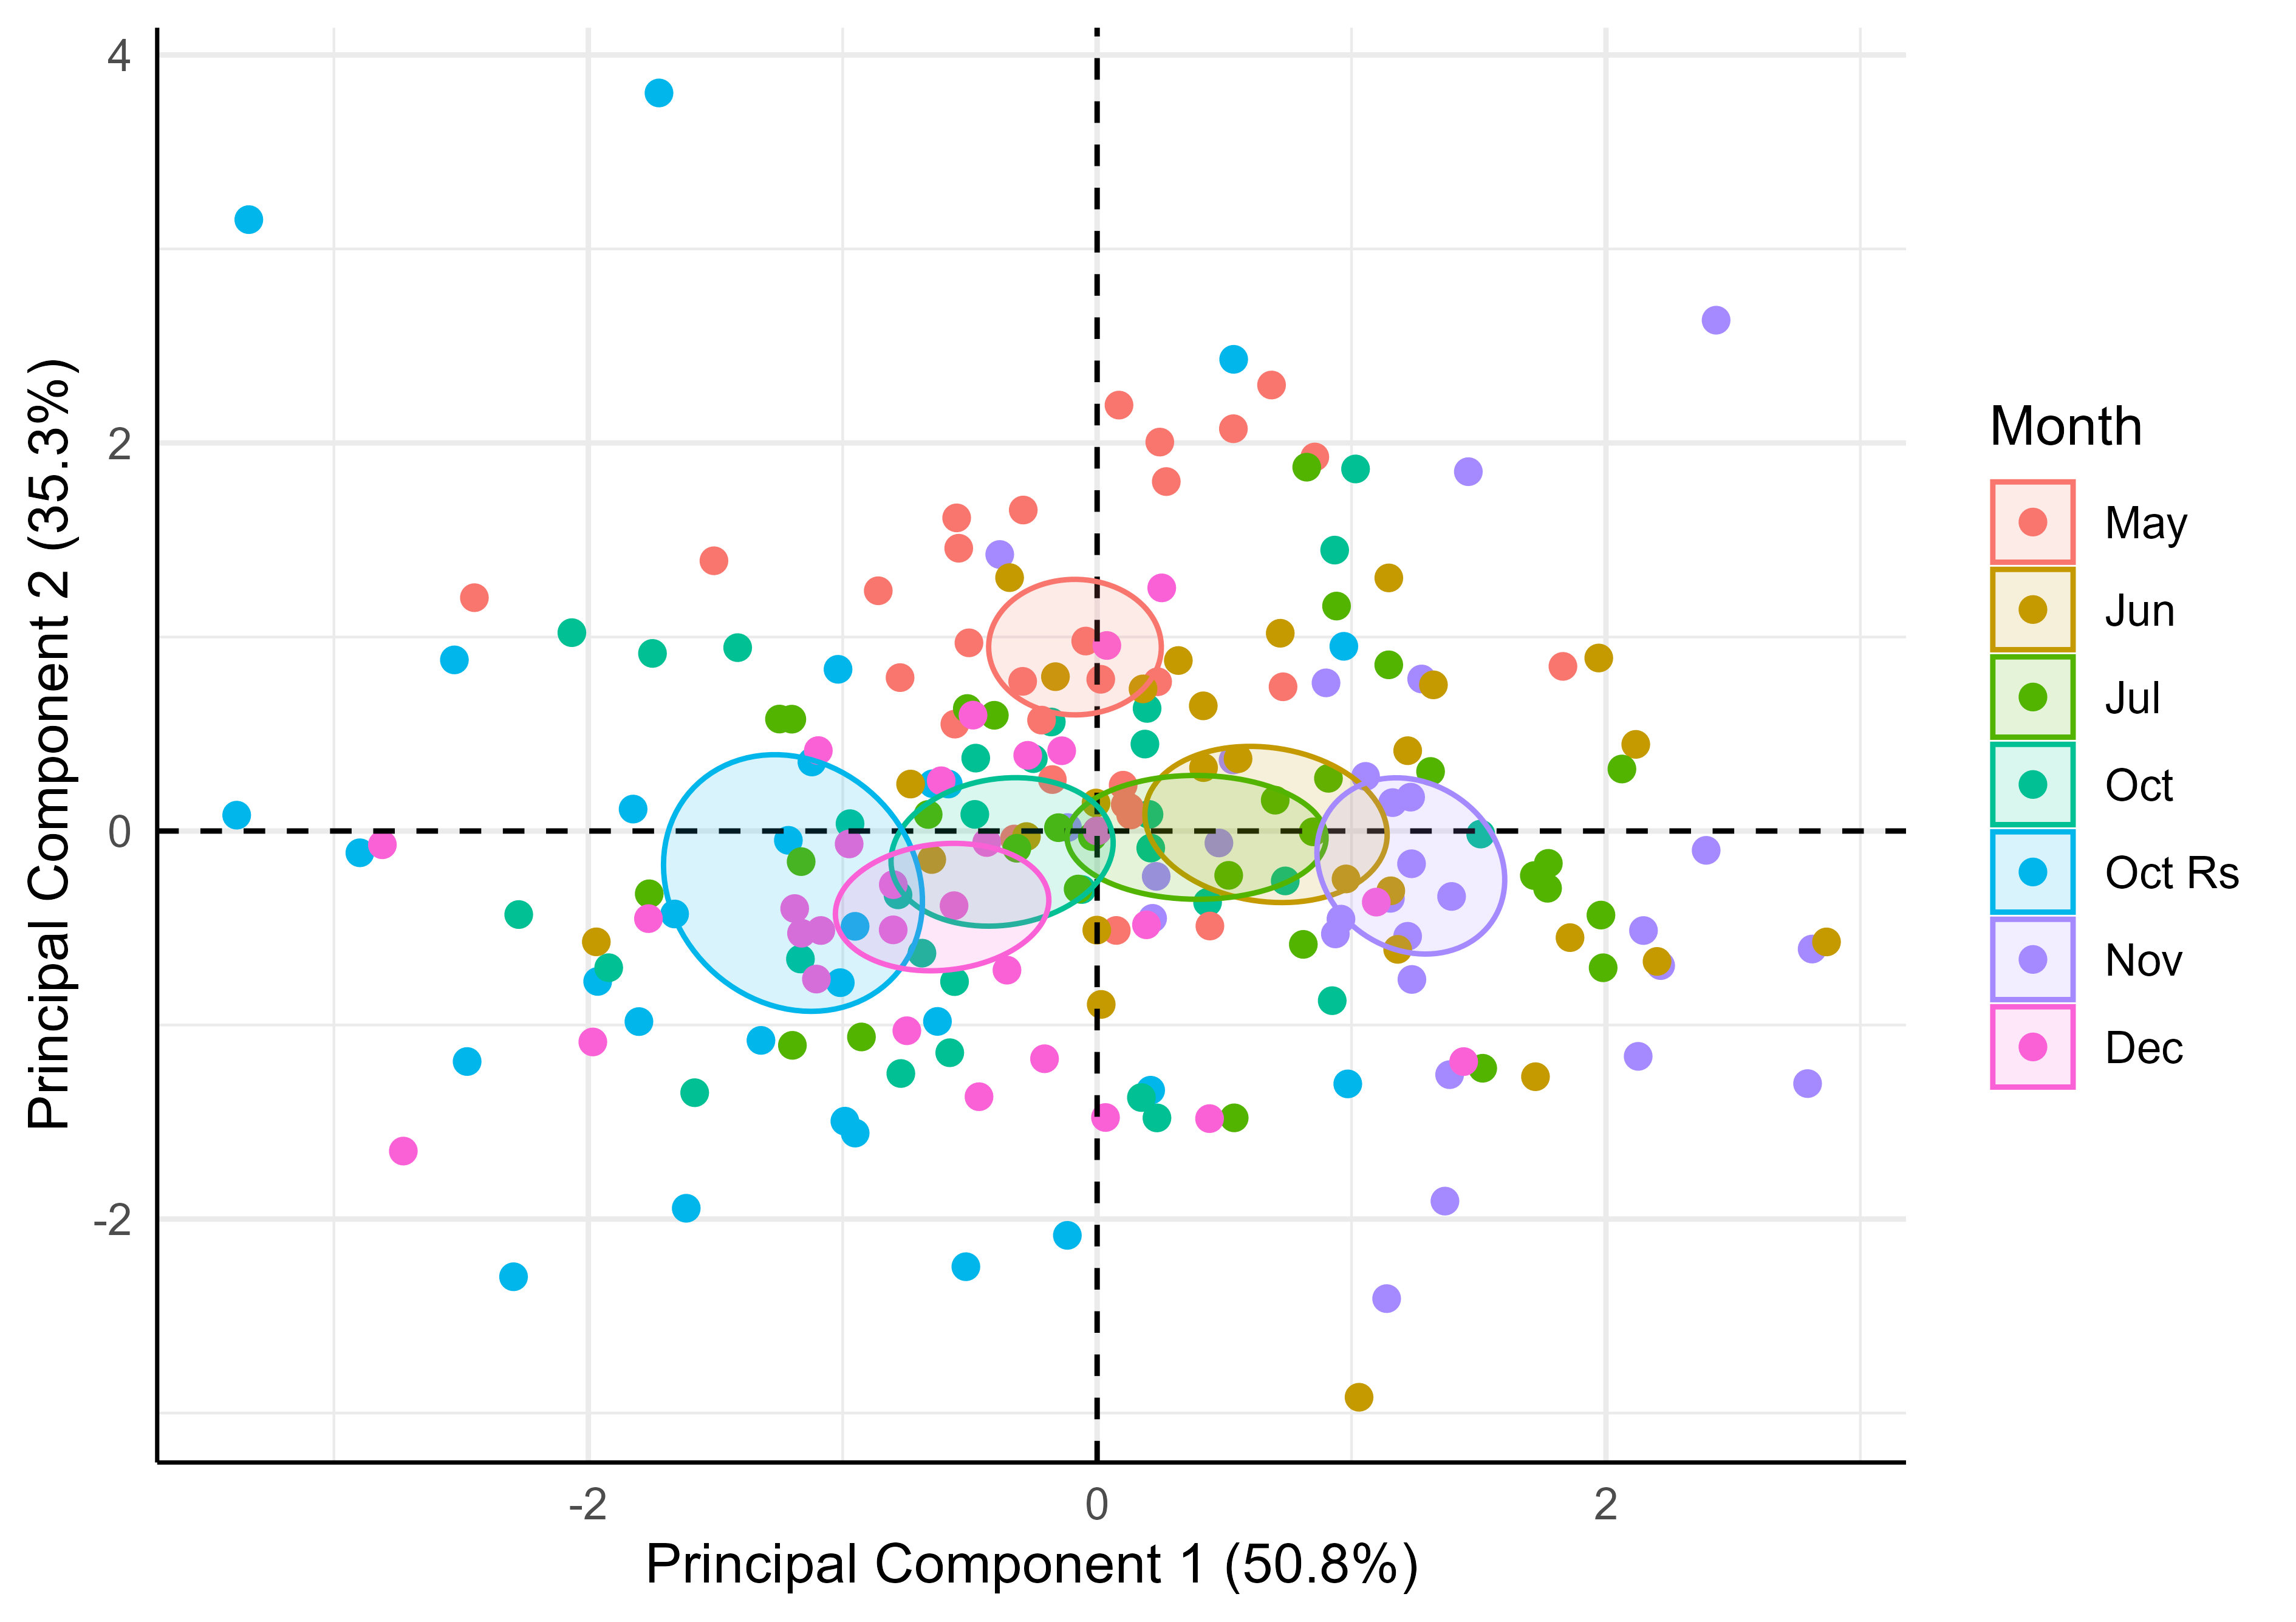 4
2
0
-2
-2
0
2
Principal Component 2 (35.3%)
Principal Component 1 (50.8%)
Month
May
Jun
Jul
Oct
Oct Rs
Nov
Dec